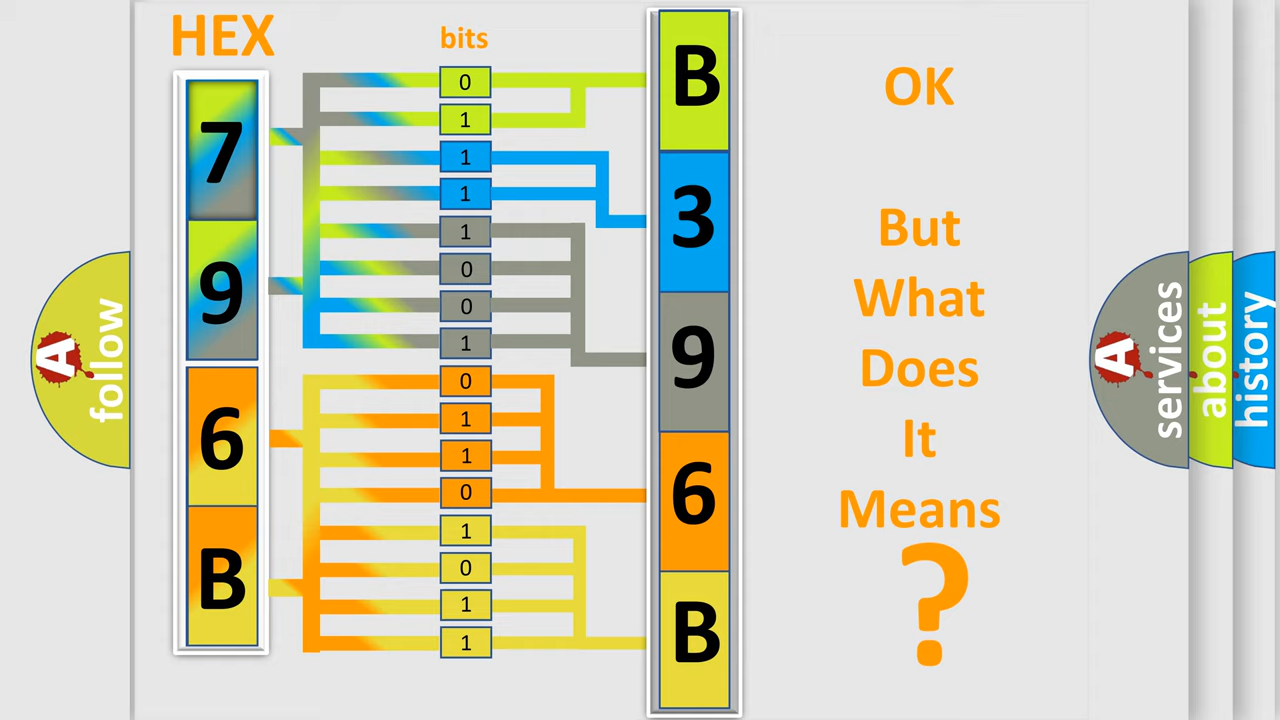 HEX
bits
7
9
6
B
0
1
1
1
1
0
0
1
0
1
1
0
1
0
1
1
B
3
9
6
B
OK
But
What
Does
It
Means
?
A
follow
A
services
about
history